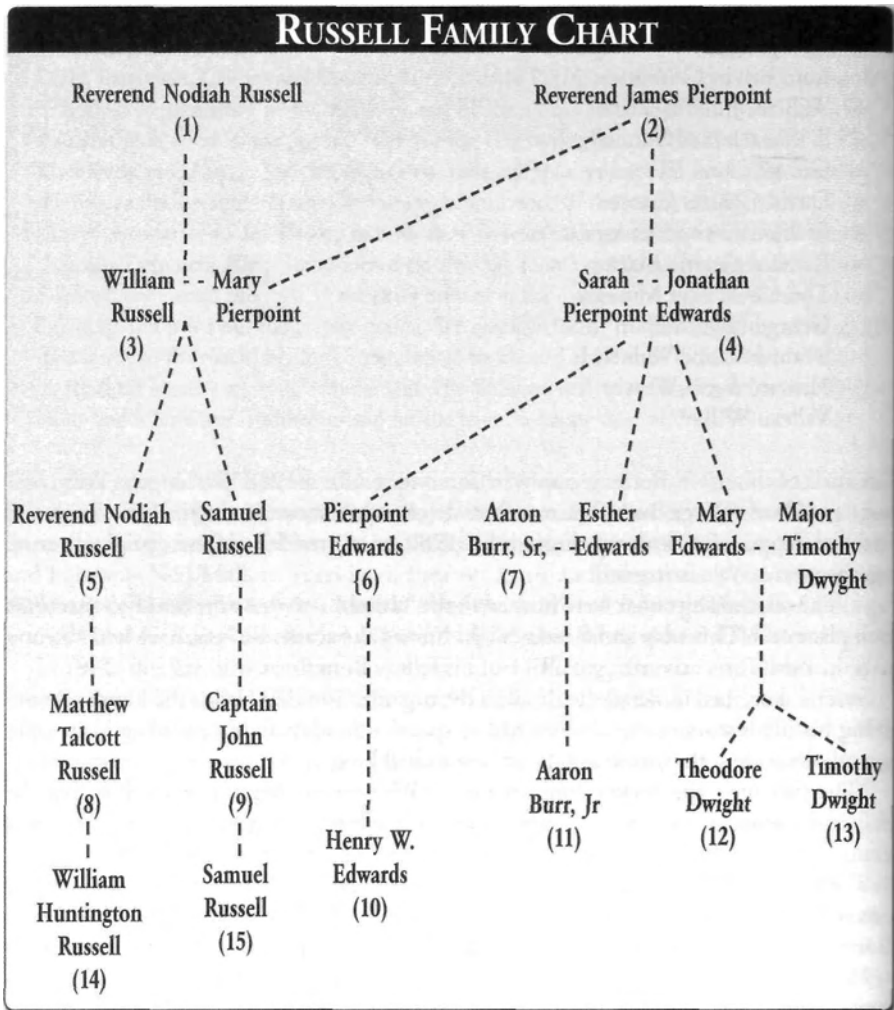 RUSSELL FAMILY CHART
Reverend Nodiah Russell
(1)
Reverend James Pierpoint
(2)
William
Russell
(3)
Mary
Pierpoint
Sarah
Pierpoint
Jonathan
Edwards
(4)
Reverend Nodiah
Russell
(5)
Samuel
Russell
Pierpoint
Edwards
(6)
Aaron
Burr, Sr,
(7)
Esther
Edwards
Mary
Edwards
Major
Timothy
Dwyght
Matthew
Talcott
Russell
(8)
Captain
John
Russell
(9)
Henry W.
Edwards
(10)
Aaron
Burr, Jr
(11)
Theodore
Dwight
(12)
Timothy
Dwight
(13)
William
Huntington
Russell
(14)
Samuel
Russell
(15)